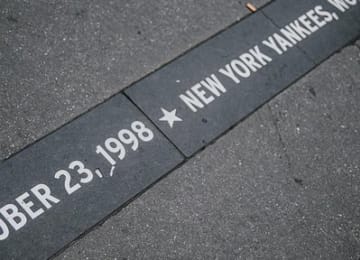 OBER 23, 1998 ★ NEW YORK YANKEES,